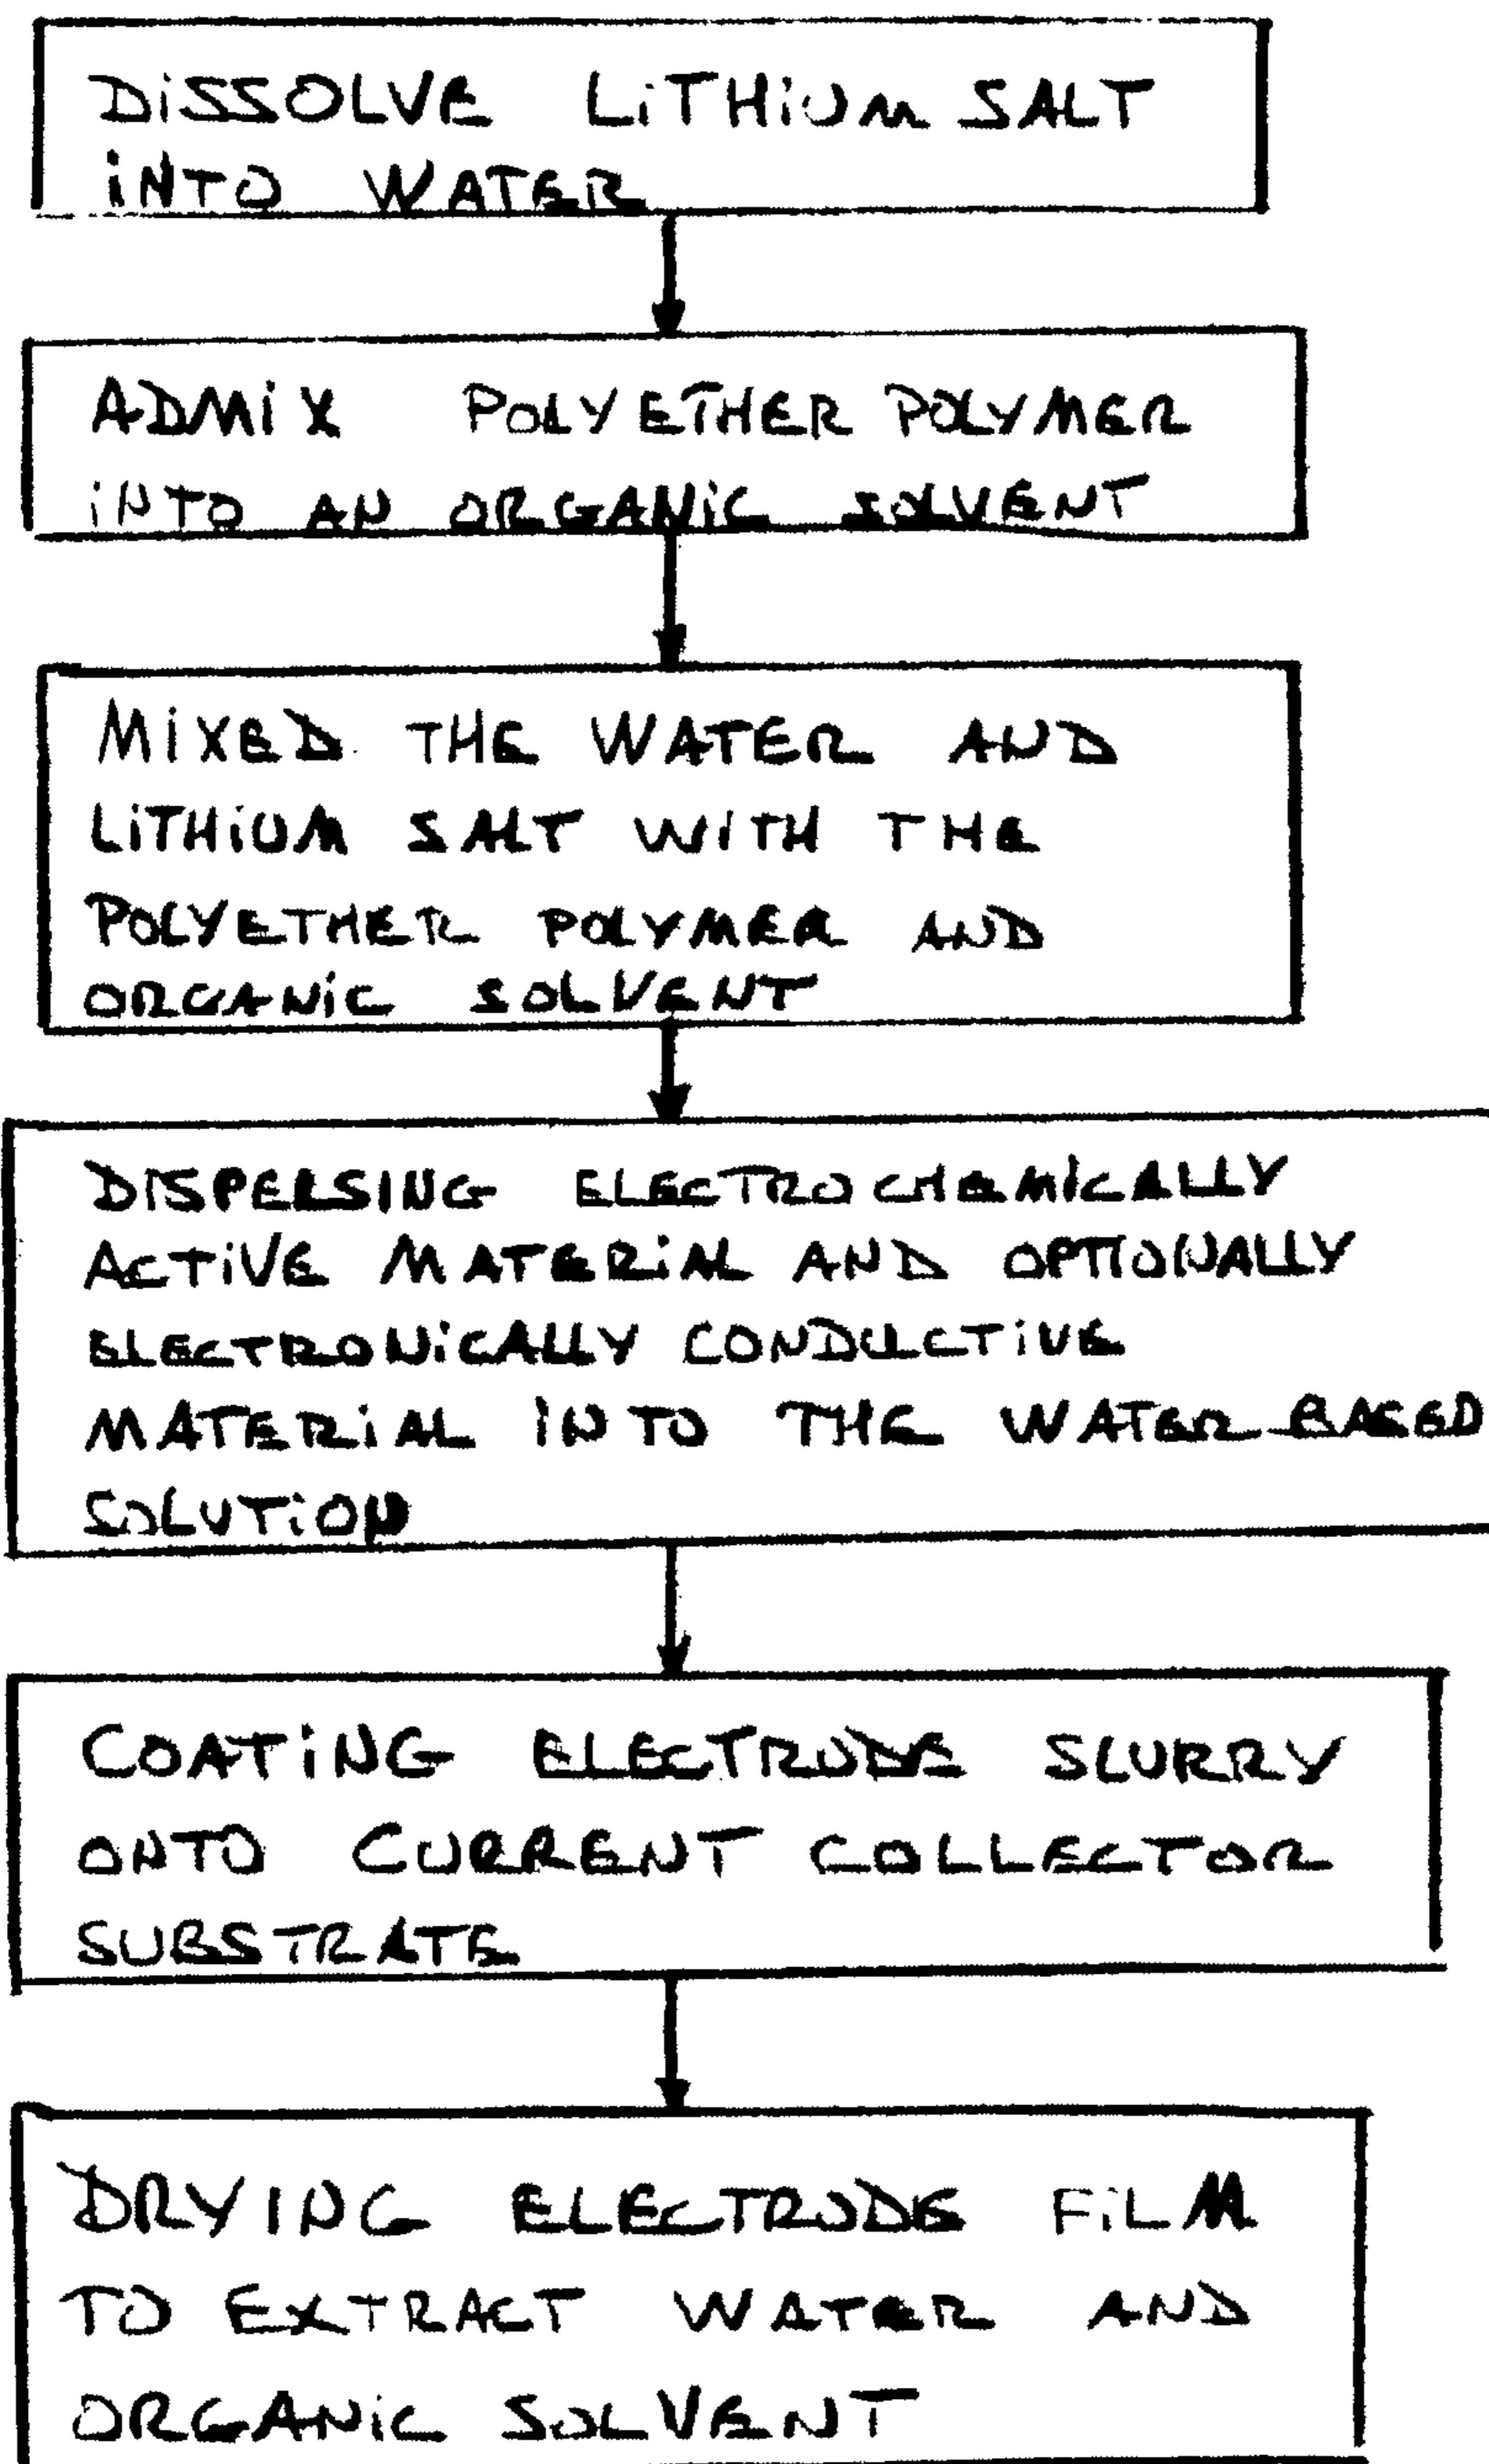 DISSOLVE LITHIUM SALT
INTO WATER
ADMIX POLYETHER POLYMER
INTO AN ORGANIC SOLVENT
MIXED THE WATER AND
LITHIUM SALT WITH THE
POLYETHER POLYMER AND
ORGANIC SOLVENT
DISPERSING ELECTROCHEMICALLY
ACTIVE MATERIAL AND OPTIONALLY
ELECTRONICALLY CONDUCTIVE
MATERIAL INTO THE WATER BASED
SOLUTION
COATING ELECTRODE SLURRY
ONTO CURRENT COLLECTOR
SUBSTRATE
DRYING ELECTRODE FILM
TO EXTRACT WATER AND
ORGANIC SOLVENT